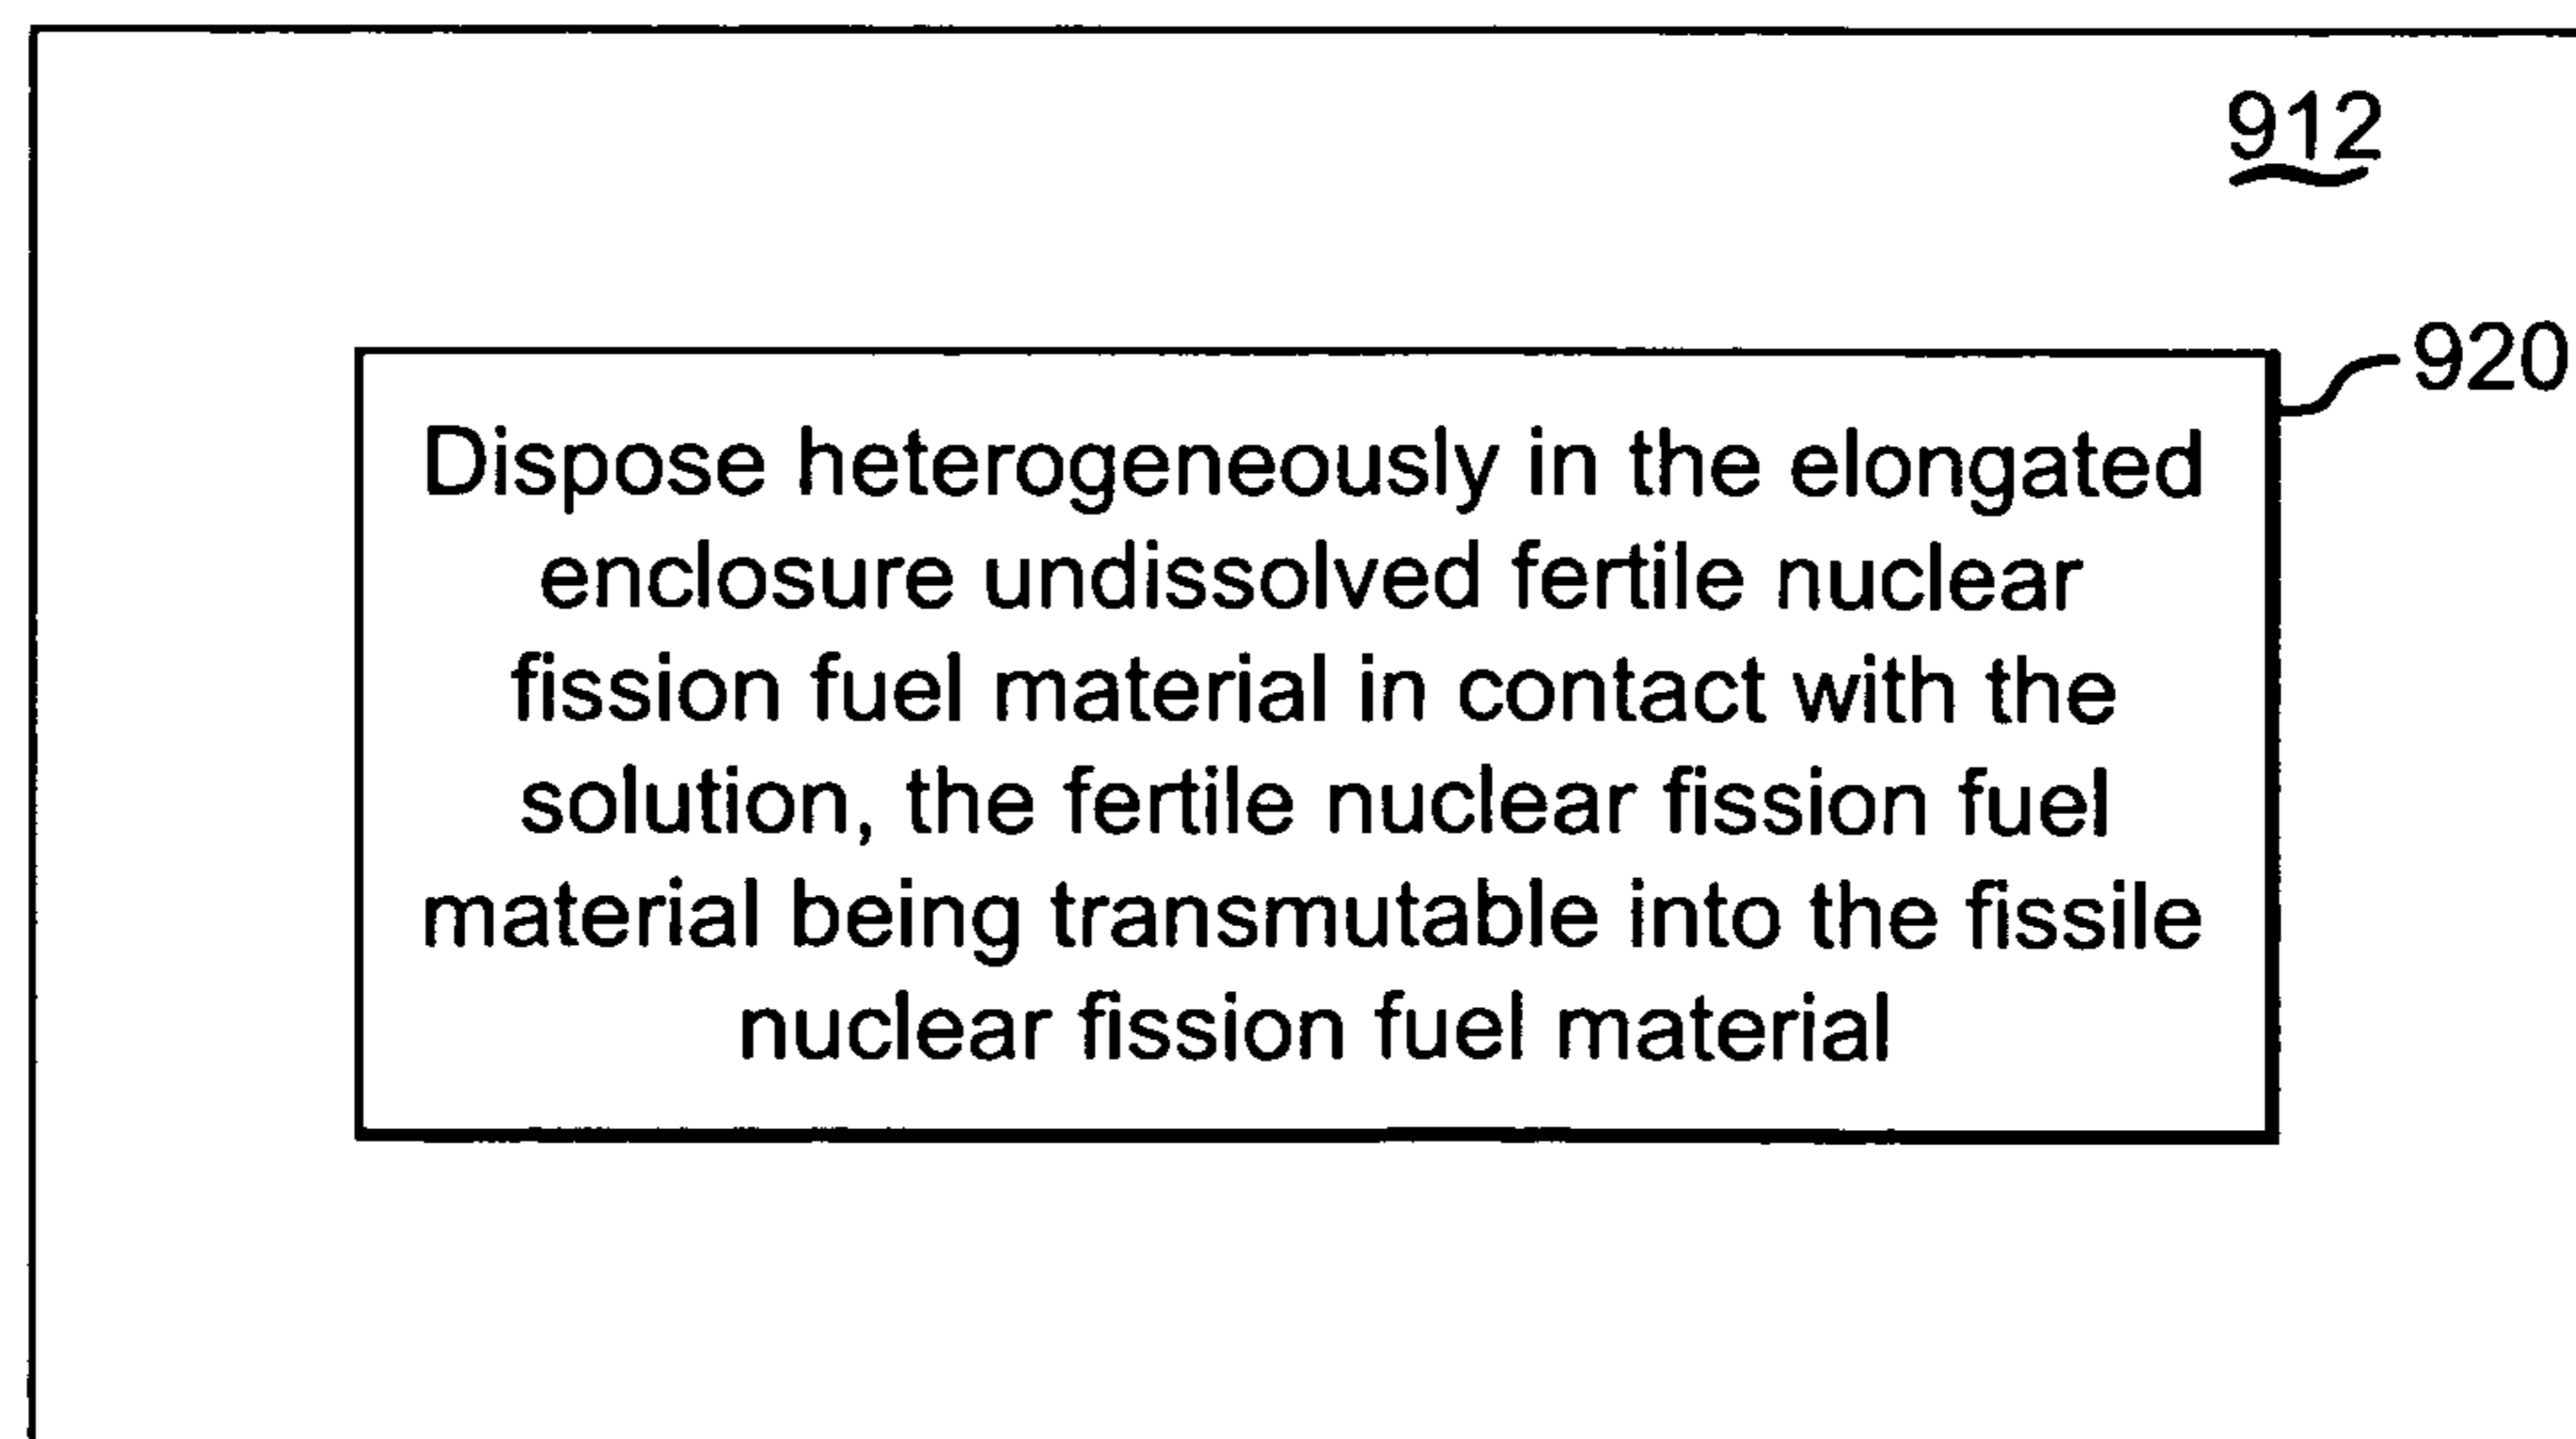 912
920
Dispose heterogeneously in the elongated
enclosure undissolved fertile nuclear
fission fuel material in contact with the
solution, the fertile nuclear fission fuel
material being transmutable into the fissile
nuclear fission fuel material